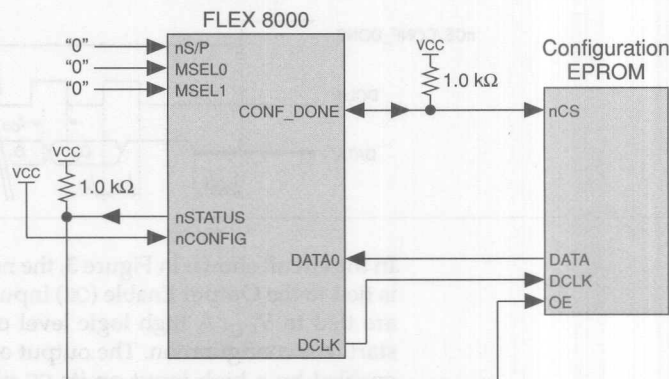 FLEX 8000
"0"
nS/P
"0"
MSEL0
"0"
MSEL1
VCC
1.0 kΩ
Configuration
EPROM
CONF_DONE
nCS
VCC
VCC
1.0 kΩ
nSTATUS
nCONFIG
DATA0
DATA
DCLK
OE
DCLK